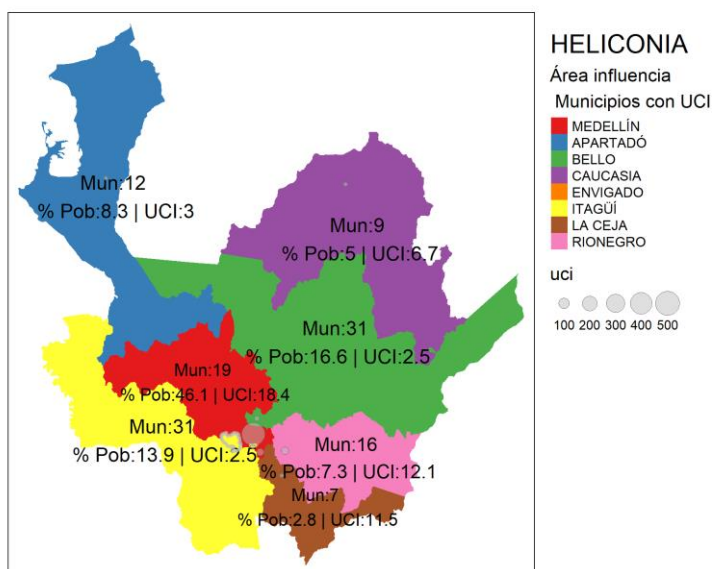 HELICONIA
Área influencia
Municipios con UCI
MEDELLÍN
APARTADÓ
BELLO
CAUCASIA
ENVIGADO
ITAGÜÍ
LA CEJA
RIONEGRO
uci
100 200 300 400 500
Mun:12
% Pob:8.3 | UCI:3
Mun:9
% Pob:5 | UCI:6.7
Mun:31
% Pob:16.6 | UCI:2.5
Mun:19
% Pob:46.1 | UCI:18.4
Mun:31
% Pob:13.9 | UCI:2.5
Mun:16
% Pob:7.3 | UCI:12.1
Mun:7
% Pob:2.8 | UCI:11.5